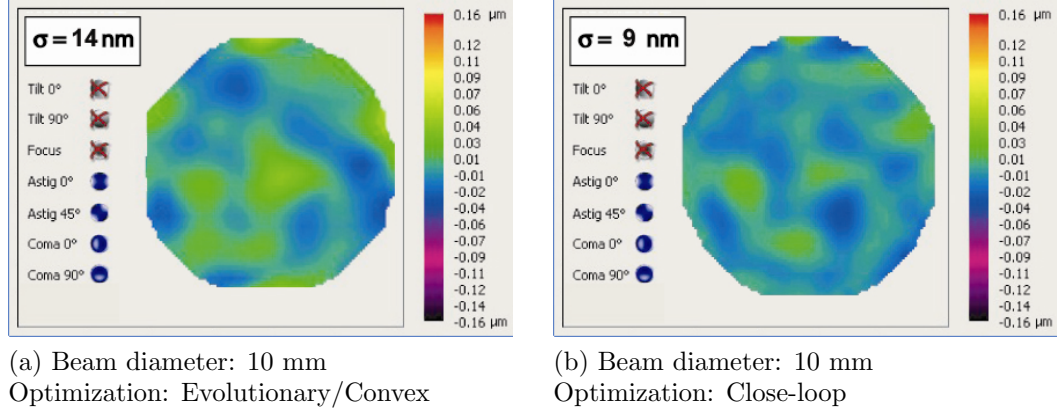 σ = 14 nm
Tilt 0°
Tilt 90°
Focus
Astig 0°
Astig 45°
Coma 0°
Coma 90°
0.16 µm
0.12
0.11
0.09
0.07
0.06
0.04
0.03
0.01
-0.01
-0.02
-0.04
-0.06
-0.07
-0.09
-0.11
-0.12
-0.14
-0.16 µm
(a) Beam diameter: 10 mm
Optimization: Evolutionary/Convex
σ = 9 nm
Tilt 0°
Tilt 90°
Focus
Astig 0°
Astig 45°
Coma 0°
Coma 90°
0.16 µm
0.12
0.11
0.09
0.07
0.06
0.04
0.03
0.01
-0.01
-0.02
-0.04
-0.06
-0.07
-0.09
-0.11
-0.12
-0.14
-0.16 µm
(b) Beam diameter: 10 mm
Optimization: Close-loop